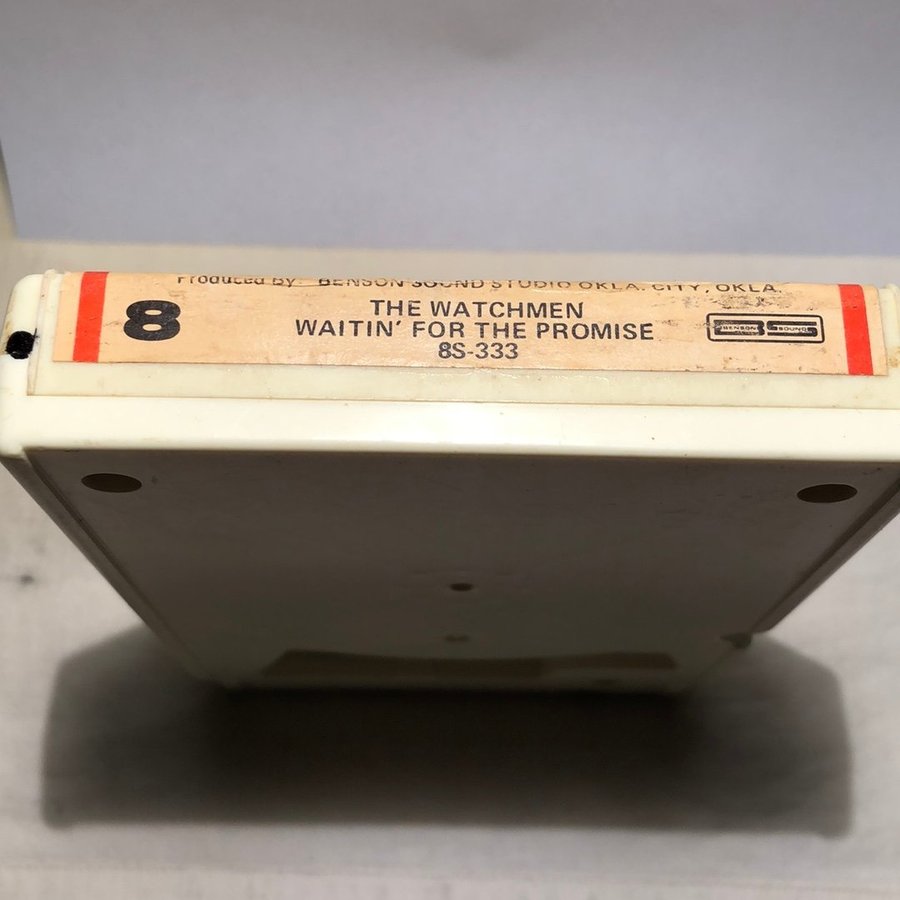 Produced by BENSON SOUND STUDIO OKLA. CITY, OKLA.
8
THE WATCHMEN
WAITIN' FOR THE PROMISE
8S-333
BS
BENSON SOUND